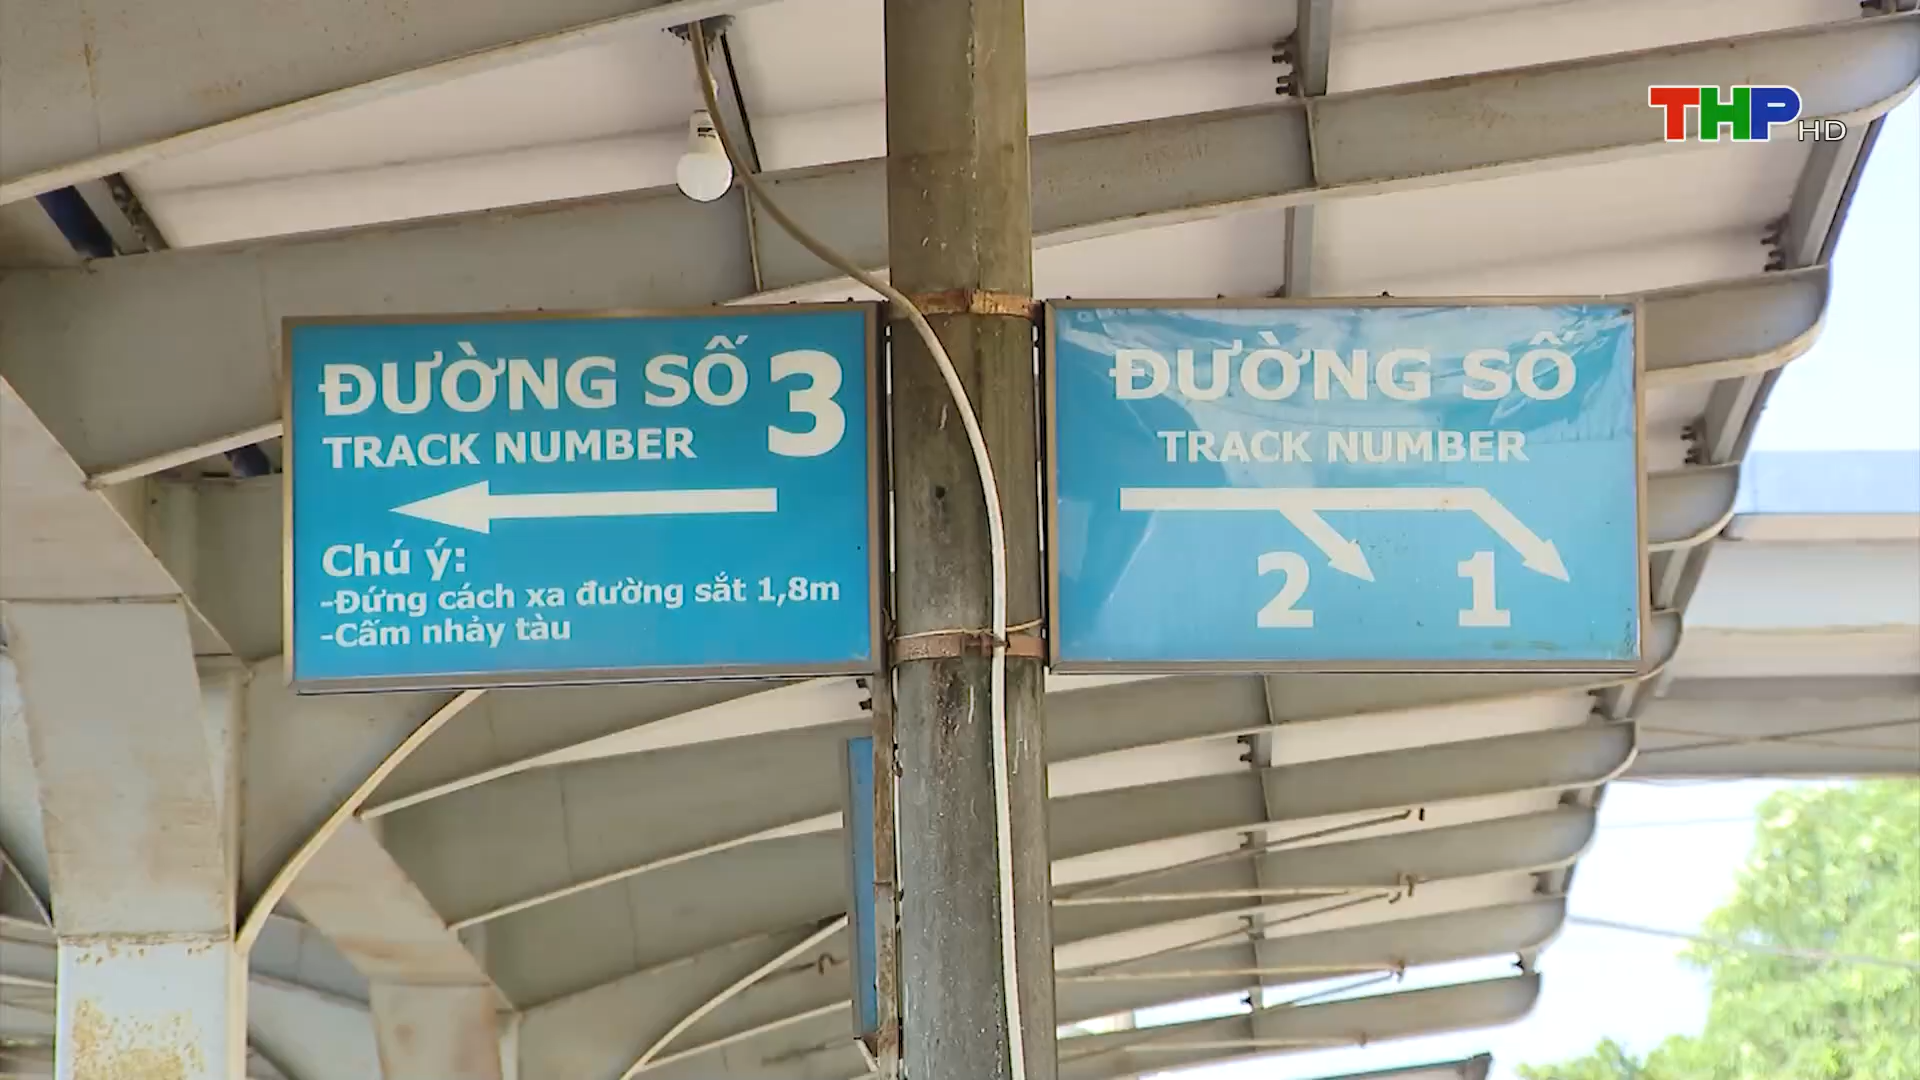 THP HD
ĐƯỜNG SỐ 3
TRACK NUMBER
Chú ý:
-Đứng cách xa đường sắt 1,8m
-Cấm nhảy tàu
ĐƯỜNG SỐ
TRACK NUMBER
2 1